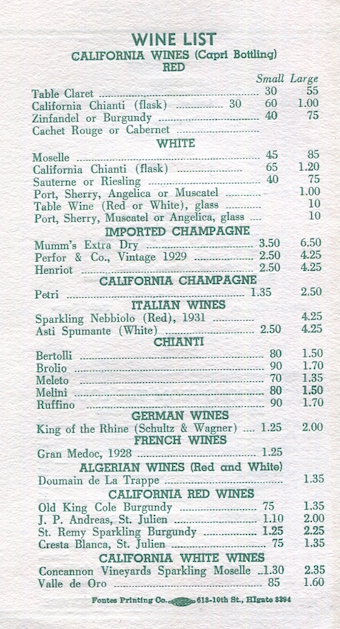 WINE LIST
CALIFORNIA WINES (Capri Bottling)
RED
Small Large
Table Claret 30 55
California Chianti (flask) 30 60 1.00
Zinfandel or Burgundy 40 75
Cachet Rouge or Cabernet
WHITE
Moselle 45 85
California Chianti (flask) 65 1.20
Sauterne or Riesling 40 75
Port, Sherry, Angelica or Muscatel 1.00
Table Wine (Red or White), glass 10
Port, Sherry, Muscatel or Angelica, glass 10
IMPORTED CHAMPAGNE
Mumm's Extra Dry 3.50 6.50
Perfor & Co., Vintage 1929 2.50 4.25
Henriot 2.50 4.25
CALIFORNIA CHAMPAGNE
Petri 1.35 2.50
ITALIAN WINES
Sparkling Nebbiolo (Red), 1931 4.25
Asti Spumante (White) 2.50 4.25
CHIANTI
Bertolli 80 1.50
Brolio 90 1.70
Meleto 70 1.35
Melini 80 1.50
Ruffino 90 1.70
GERMAN WINES
King of the Rhine (Schultz & Wagner) 1.25 2.00
FRENCH WINES
Gran Medoc, 1928 1.25
ALGERIAN WINES (Red and White)
Doumain de La Trappe 1.35
CALIFORNIA RED WINES
Old King Cole Burgundy 75 1.35
J. P. Andreas, St. Julien 1.10 2.00
St. Remy Sparkling Burgundy 1.25 2.25
Cresta Blanca, St. Julien 75 1.35
CALIFORNIA WHITE WINES
Concannon Vineyards Sparkling Moselle 1.30 2.35
Valle de Oro 85 1.60
Fontes Printing Co. 613-10th St., HIgate 3294